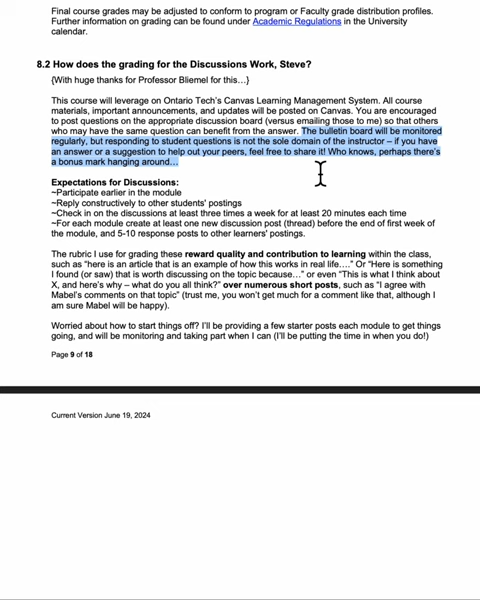 Final course grades may be adjusted to conform to program or Faculty grade distribution profiles.
Further information on grading can be found under Academic Regulations in the University
calendar.
8.2 How does the grading for the Discussions Work, Steve?
{With huge thanks for Professor Bliemel for this…}
This course will leverage on Ontario Tech's Canvas Learning Management System. All course
materials, important announcements, and updates will be posted on Canvas. You are encouraged
to post questions on the appropriate discussion board (versus emailing those to me) so that others
who may have the same question can benefit from the answer. The bulletin board will be monitored
regularly, but responding to student questions is not the sole domain of the instructor – if you have
an answer or a suggestion to help out your peers, feel free to share it! Who knows, perhaps there's
a bonus mark hanging around…
Expectations for Discussions:
~Participate earlier in the module
~Reply constructively to other students' postings
~Check in on the discussions at least three times a week for at least 20 minutes each time
~For each module create at least one new discussion post (thread) before the end of first week of
the module, and 5-10 response posts to other learners' postings.
The rubric I use for grading these reward quality and contribution to learning within the class,
such as "here is an article that is an example of how this works in real life…." Or "Here is something
I found (or saw) that is worth discussing on the topic because…" or even "This is what I think about
X, and here's why – what do you all think?" over numerous short posts, such as "I agree with
Mabel's comments on that topic" (trust me, you won't get much for a comment like that, although I
am sure Mabel will be happy).
Worried about how to start things off? I'll be providing a few starter posts each module to get things
going, and will be monitoring and taking part when I can (I'll be putting the time in when you do!)
Page 9 of 18
Current Version June 19, 2024